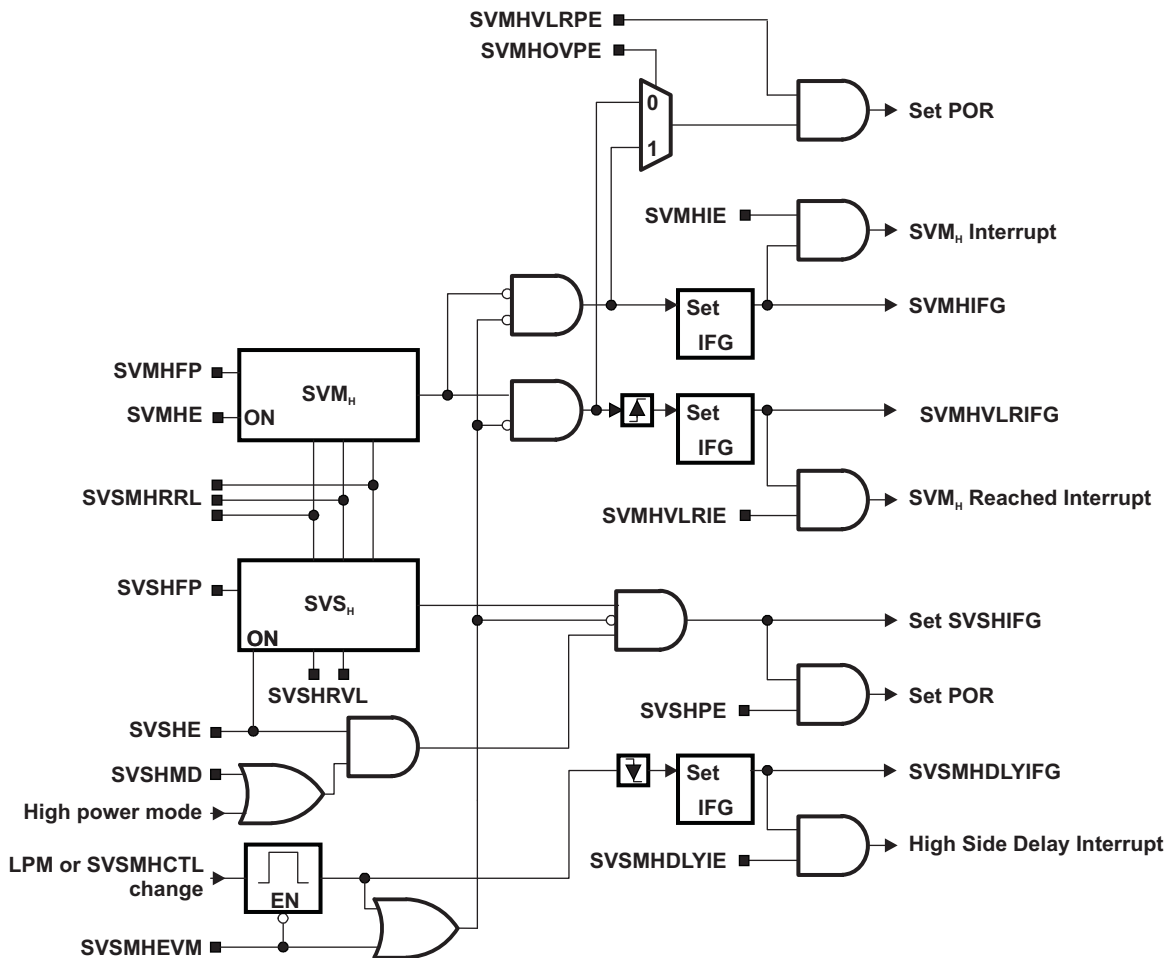 SVMHVLRPE
SVMHOVPE
0
1
Set POR
SVMHIE
SVMH Interrupt
Set
IFG
SVMHIFG
SVMHFP
SVMHE
ON
SVMH
Set
IFG
SVMHVLRIFG
SVSMHRRL
SVMHVLRIE
SVMH Reached Interrupt
SVSHFP
SVSH
ON
Set SVSHIFG
SVSHRVL
SVSHPE
Set POR
SVSHE
SVSHMD
High power mode
Set
IFG
SVSMHDLYIFG
SVSMHDLYIE
High Side Delay Interrupt
LPM or SVSMHCTL
change
EN
SVSMHEVM